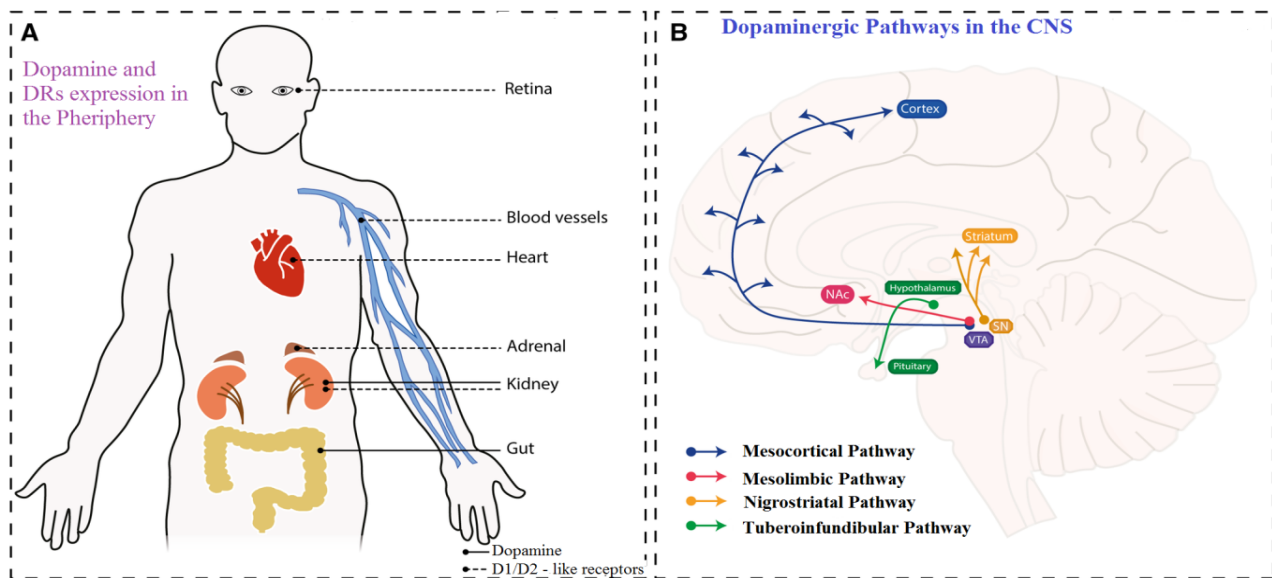 A
Dopamine and
DRs expression in
the Pheriphery
Retina
Blood vessels
Heart
Adrenal
Kidney
Gut
Dopamine
D1/D2 - like receptors
B
Dopaminergic Pathways in the CNS
Cortex
Striatum
NAc
Hypothalamus
SN
VTA
Pituitary
Mesocortical Pathway
Mesolimbic Pathway
Nigrostriatal Pathway
Tuberoinfundibular Pathway